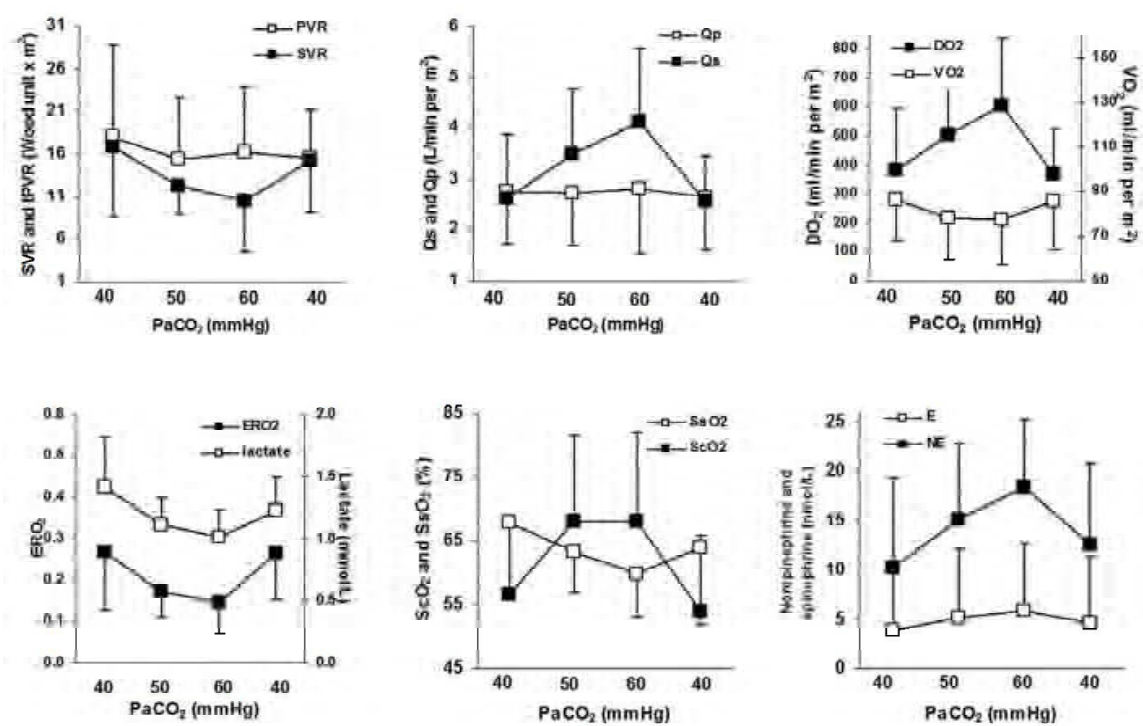 SVR and tPVR (Wood unit x m²)
31
26
21
16
11
6
1
PVR
SVR
40 50 60 40
PaCO₂ (mmHg)
Qs and Qp (L/min per m²)
6
5
4
3
2
1
Qp
Qs
40 50 60 40
PaCO₂ (mmHg)
DO₂ (ml/min per m²)
800
700
600
500
400
300
200
100
0
DO2
VO2
150
130
110
90
70
50
VO₂ (ml/min per m²)
40 50 60 40
PaCO₂ (mmHg)
ERO₂
0.8
0.4
0.3
0.2
0.1
0.0
ERO2
lactate
2.0
1.5
1.0
0.5
0.0
Lactate (mmol/L)
40 50 60 40
PaCO₂ (mmHg)
ScO₂ and SsO₂ (%)
85
75
65
55
45
SsO2
ScO2
40 50 60 40
PaCO₂ (mmHg)
Norepinephrine and
epinephrine (nmol/L)
25
20
15
10
5
0
E
NE
40 50 60 40
PaCO₂ (mmHg)